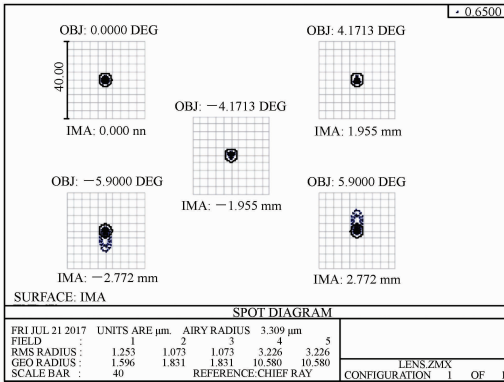 · 0.6500
OBJ: 0.0000 DEG
OBJ: 4.1713 DEG
40.00
IMA: 0.000 nn
IMA: 1.955 mm
OBJ: －4.1713 DEG
IMA: －1.955 mm
OBJ: －5.9000 DEG
OBJ: 5.9000 DEG
IMA: －2.772 mm
IMA: 2.772 mm
SURFACE: IMA
SPOT DIAGRAM
FRI JUL 21 2017 UNITS ARE μm. AIRY RADIUS 3.309 μm
FIELD : 1 2 3 4 5
RMS RADIUS : 1.253 1.073 1.073 3.226 3.226
GEO RADIUS : 1.596 1.831 1.831 10.580 10.580
SCALE BAR : 40 REFERENCE:CHIEF RAY
LENS.ZMX
CONFIGURATION 1 OF 1